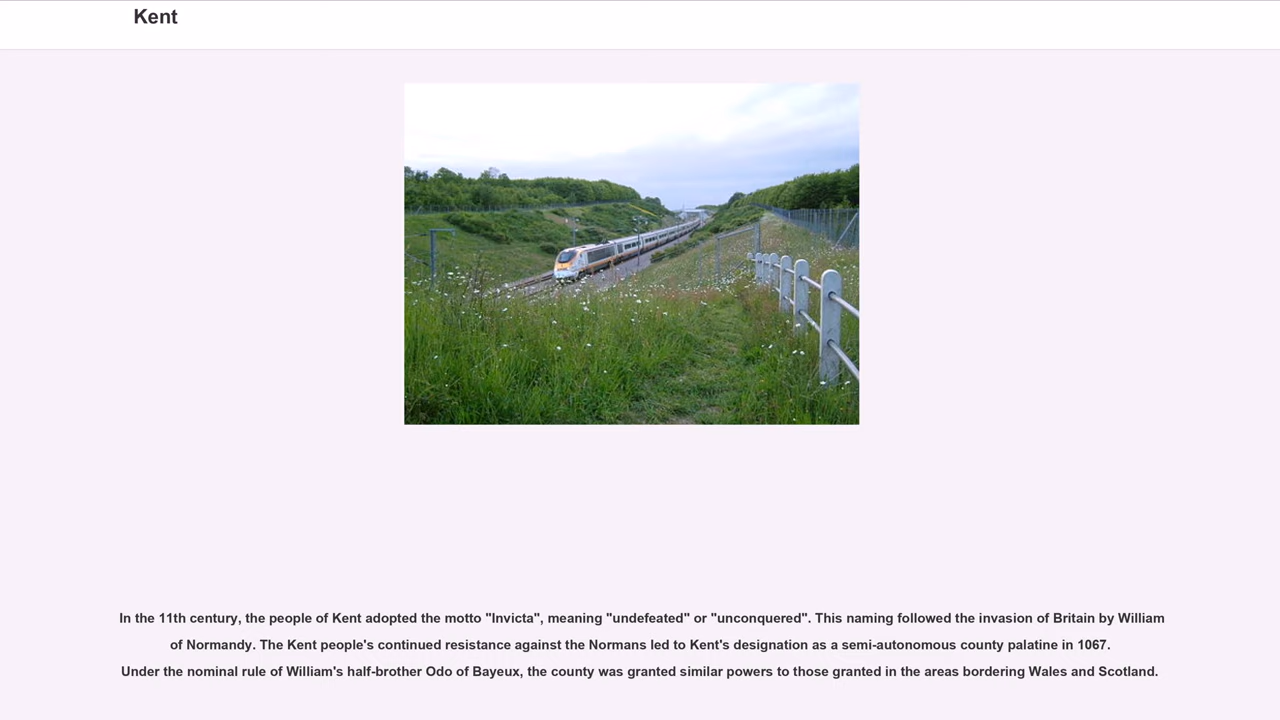 Kent
In the 11th century, the people of Kent adopted the motto "Invicta", meaning "undefeated" or "unconquered". This naming followed the invasion of Britain by William
of Normandy. The Kent people's continued resistance against the Normans led to Kent's designation as a semi-autonomous county palatine in 1067.
Under the nominal rule of William's half-brother Odo of Bayeux, the county was granted similar powers to those granted in the areas bordering Wales and Scotland.